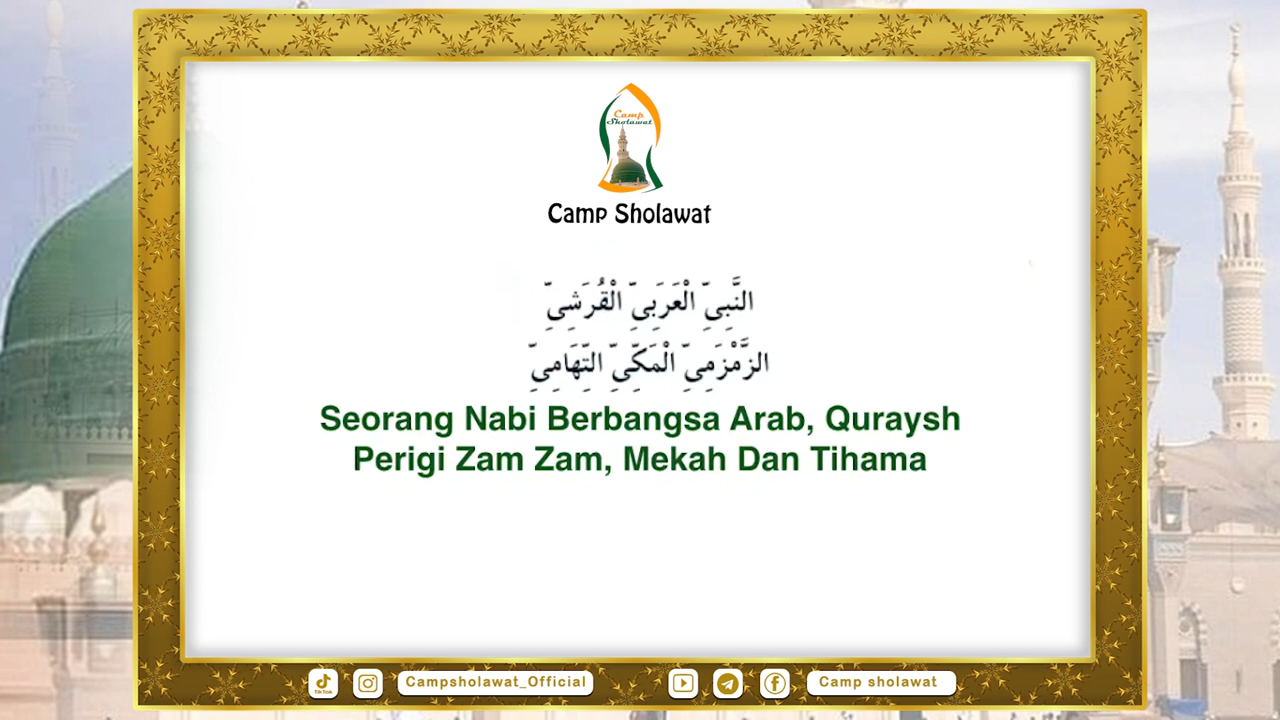 Camp
Sholawat
Camp Sholawat
النَّبِىِّ الْعَرَبِىِّ الْقُرَشِىِّ
الزَّمْزَمِىِّ الْمَكِّىِّ التِّهَامِىِّ
Seorang Nabi Berbangsa Arab, Quraysh
Perigi Zam Zam, Mekah Dan Tihama
TikTok
Campsholawat_Official
Camp sholawat